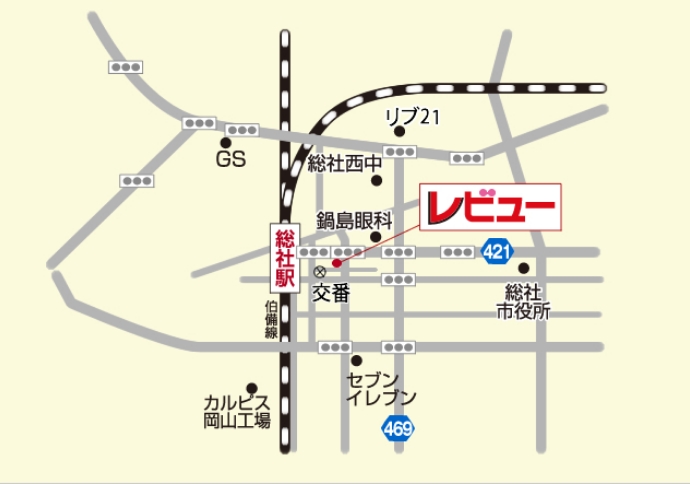 リブ21
GS
総社西中
レビュー
鍋島眼科
総社駅
421
交番
総社
市役所
伯備線
セブン
イレブン
カルピス
岡山工場
469